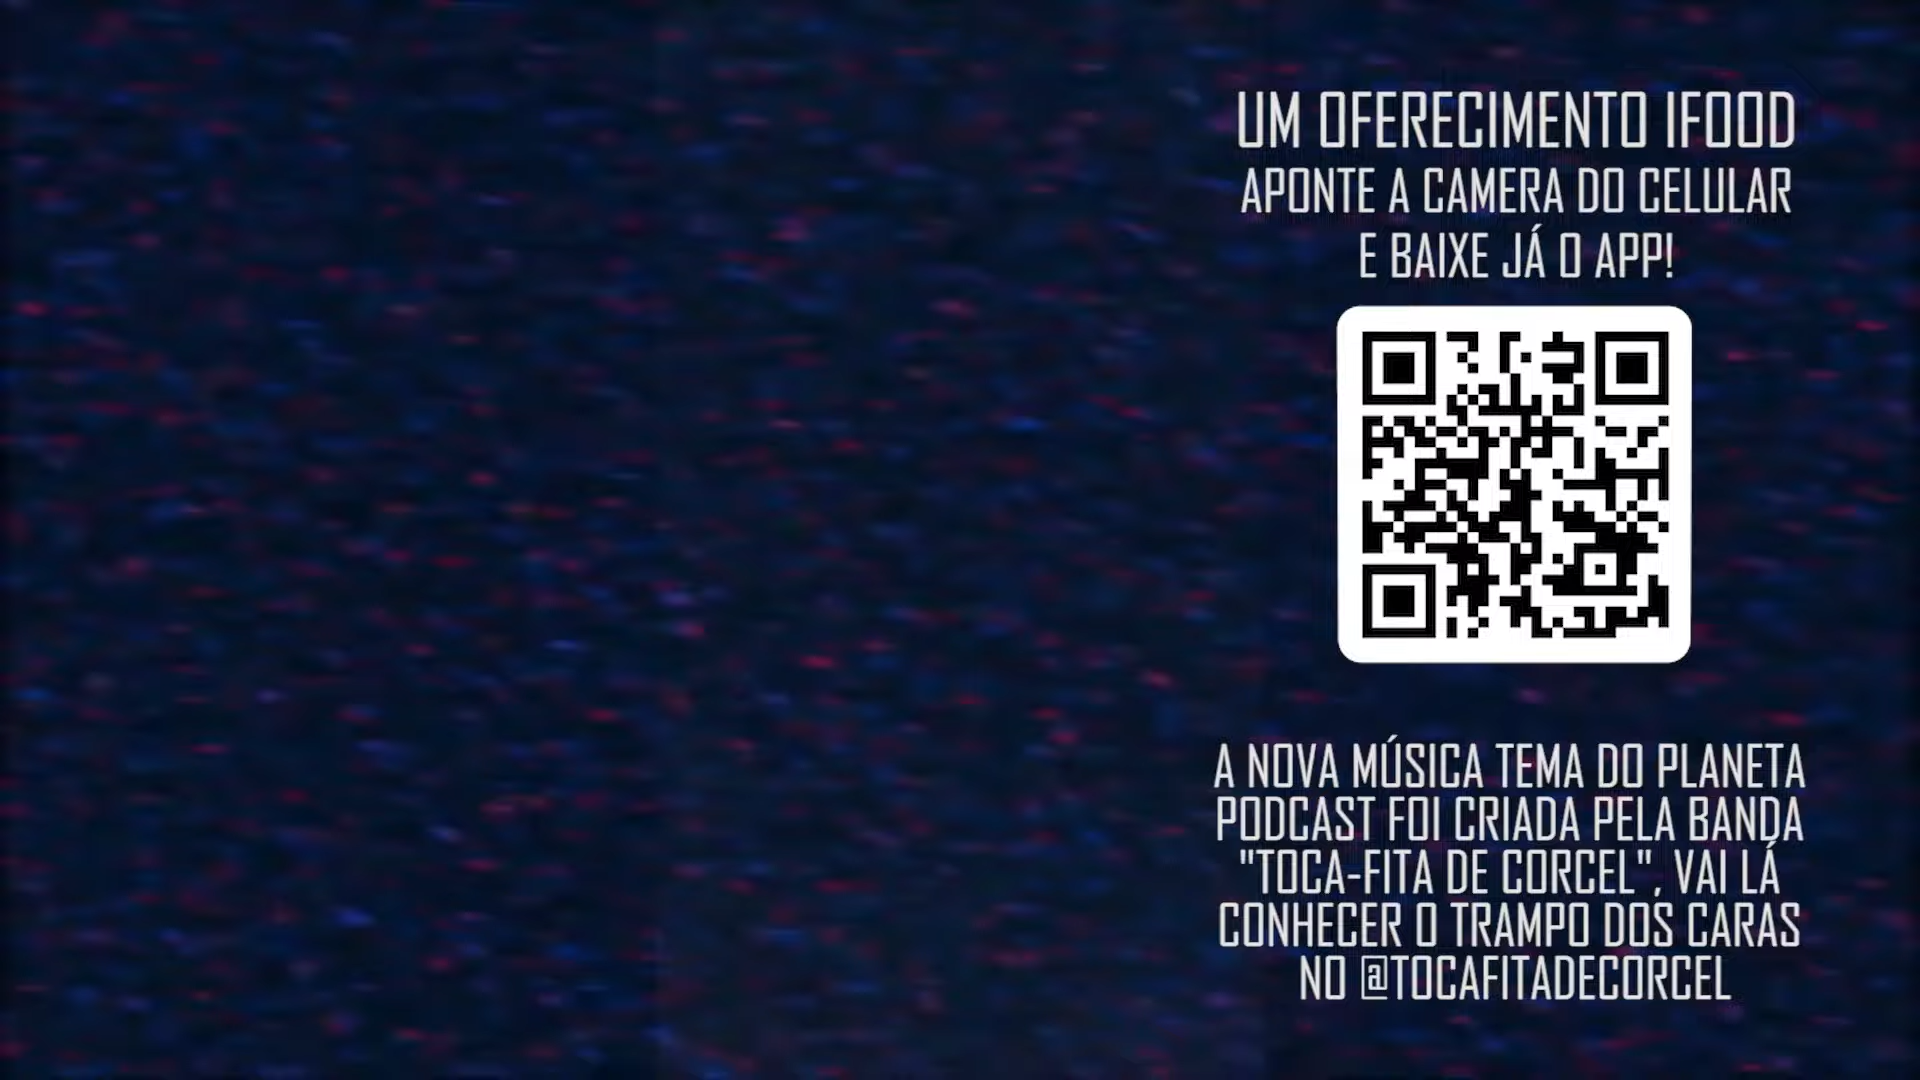 UM OFERECIMENTO IFOOD
APONTE A CAMERA DO CELULAR
E BAIXE JÁ O APP!
A NOVA MÚSICA TEMA DO PLANETA
PODCAST FOI CRIADA PELA BANDA
"TOCA-FITA DE CORCEL", VAI LÁ
CONHECER O TRAMPO DOS CARAS
NO @TOCAFITADECORCEL